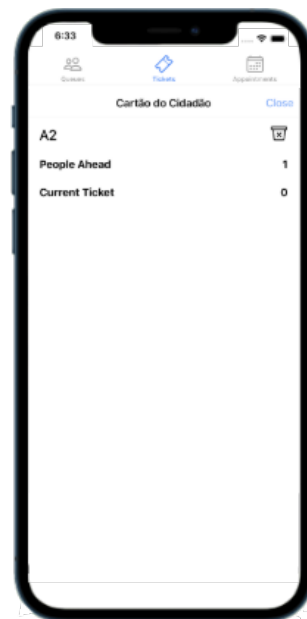 6:33
Queues Tickets Appointments
Cartão do Cidadão Close
A2
People Ahead 1
Current Ticket 0